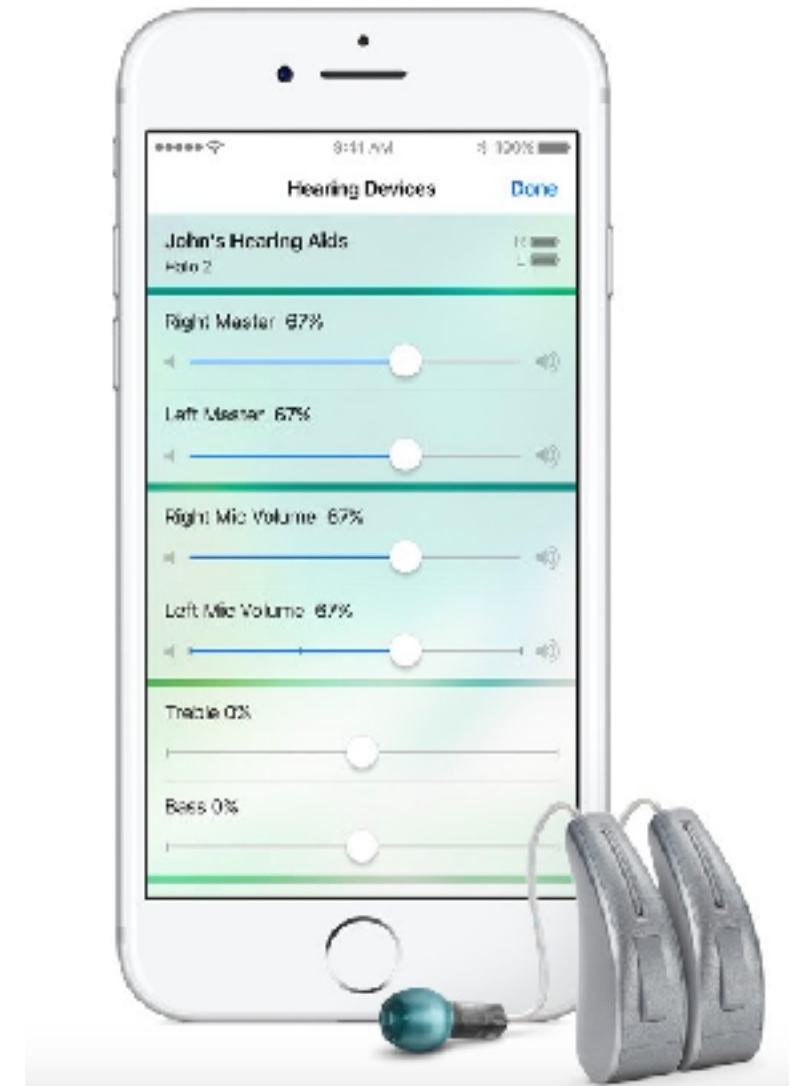 9:41 AM
100%
Hearing Devices
Done
John's Hearing Aids
R
Halo 2
L
Right Master 67%
Left Master 67%
Right Mic Volume 67%
Left Mic Volume 67%
Treble 0%
Bass 0%